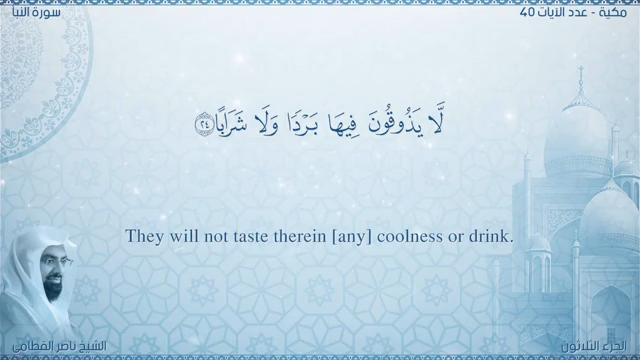 مكية - عدد الآيات 40
سورة النبأ
لَّا يَذُوقُونَ فِيهَا بَرْدًا وَلَا شَرَابًا ٢٤
They will not taste therein [any] coolness or drink.
الجزء الثلاثون
الشيخ ناصر القطامي